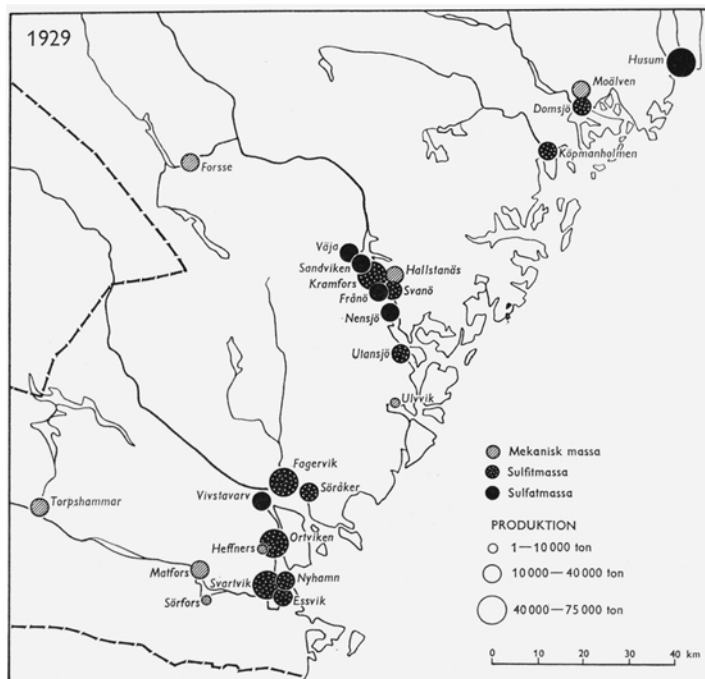 1929
Husum
Moälven
Domsjö
Köpmanholmen
Forsse
Väja
Sandviken
Hallstanäs
Kramfors
Svanö
Frånö
Nensjö
Utansjö
Ulvvik
Fagervik
Söråker
Vivstavarv
Torpshammar
Ortviken
Heffners
Matfors
Nyhamn
Svartvik
Essvik
Sörfors
Mekanisk massa
Sulfitmassa
Sulfatmassa
PRODUKTION
1—10 000 ton
10 000—40 000 ton
40 000—75 000 ton
0 10 20 30 40 km